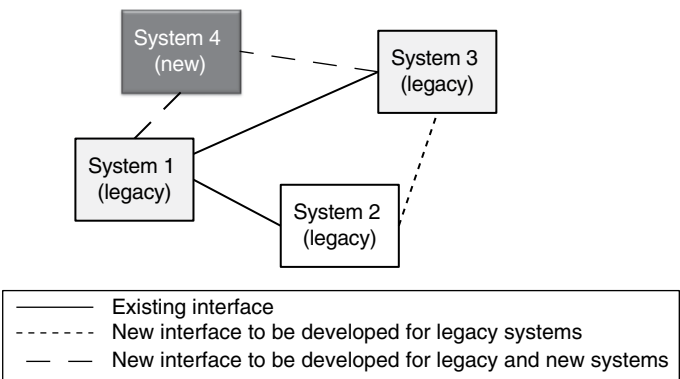 System 4
(new)
System 3
(legacy)
System 1
(legacy)
System 2
(legacy)
Existing interface
New interface to be developed for legacy systems
New interface to be developed for legacy and new systems